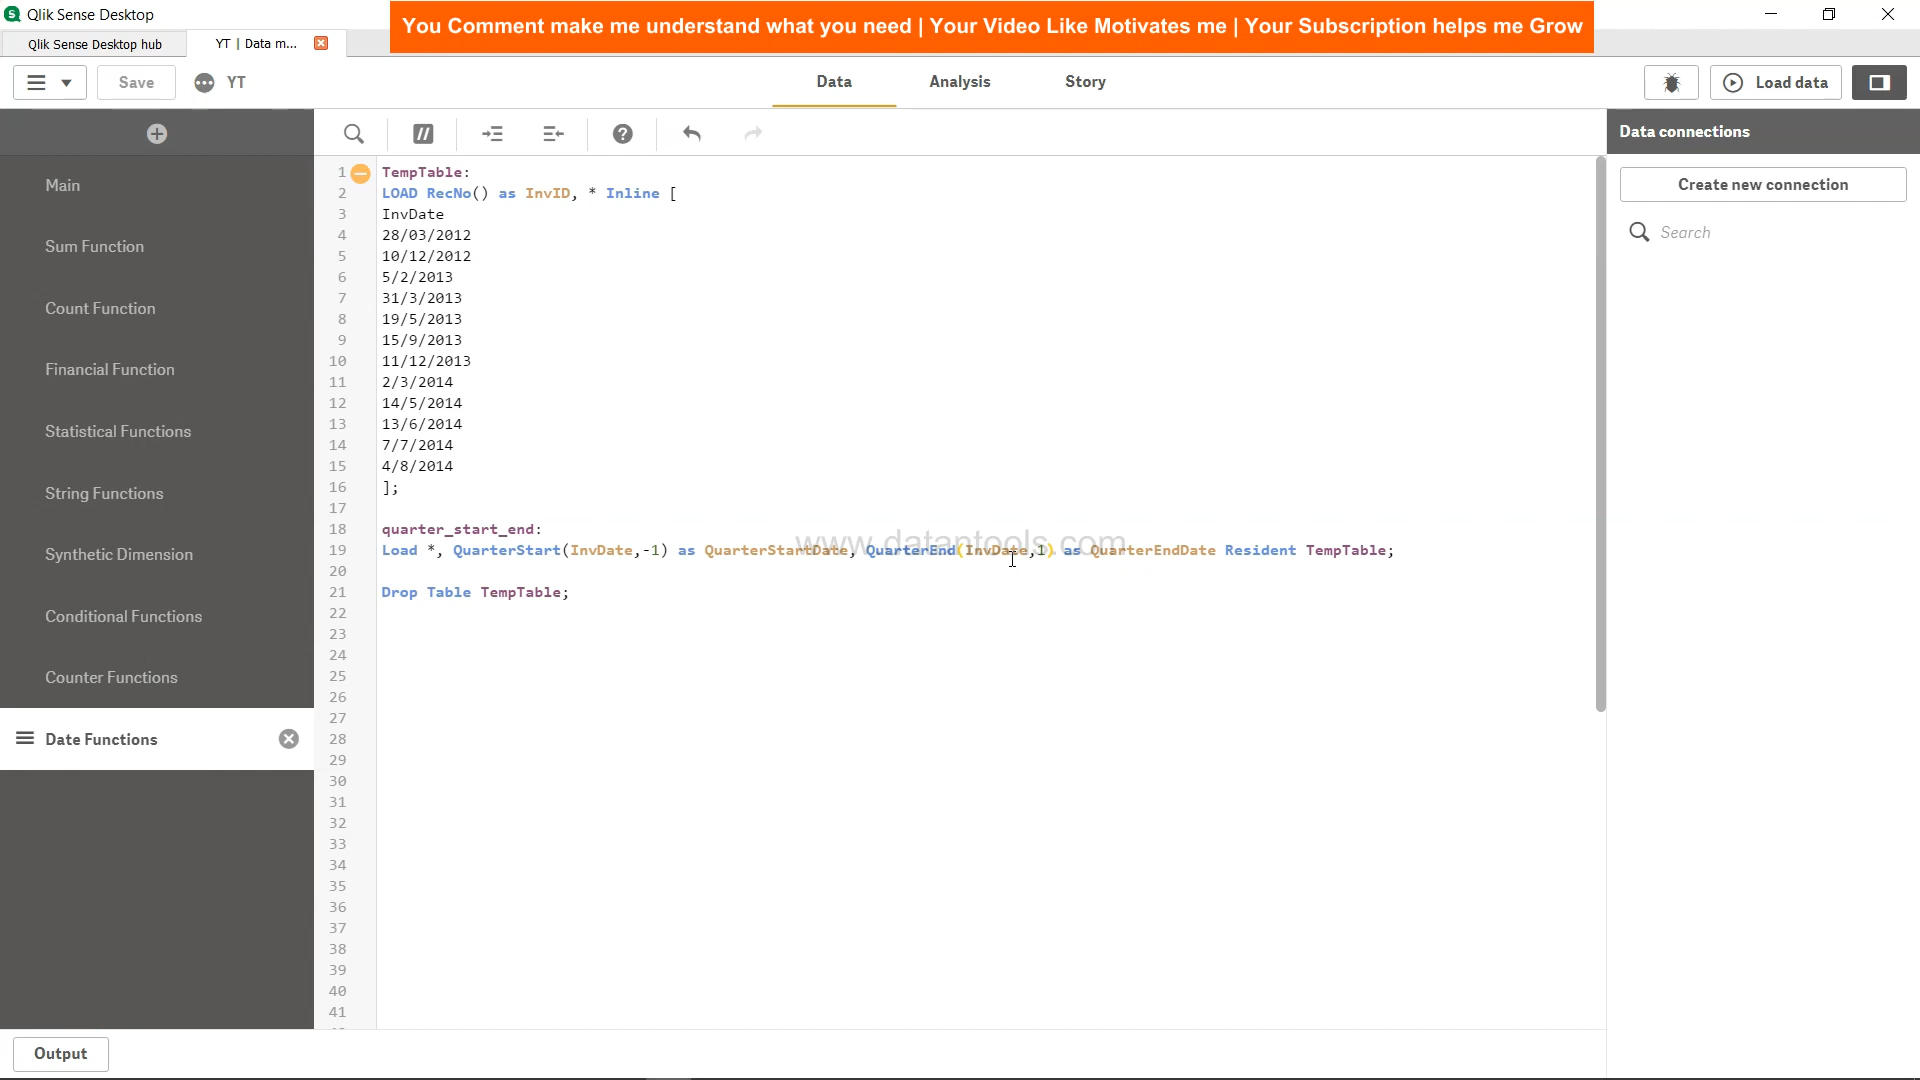 Qlik Sense Desktop
You Comment make me understand what you need | Your Video Like Motivates me | Your Subscription helps me Grow
Qlik Sense Desktop hub
YT | Data m...
Save
YT
Data
Analysis
Story
Load data
Data connections
Create new connection
Search
Main
Sum Function
Count Function
Financial Function
Statistical Functions
String Functions
Synthetic Dimension
Conditional Functions
Counter Functions
Date Functions
1 TempTable:
2 LOAD RecNo() as InvID, * Inline [
3 InvDate
4 28/03/2012
5 10/12/2012
6 5/2/2013
7 31/3/2013
8 19/5/2013
9 15/9/2013
10 11/12/2013
11 2/3/2014
12 14/5/2014
13 13/6/2014
14 7/7/2014
15 4/8/2014
16 ];
17
18 quarter_start_end:
19 Load *, QuarterStart(InvDate,-1) as QuarterStartDate, QuarterEnd(InvDate,1) as QuarterEndDate Resident TempTable;
www.datantools.com
20
21 Drop Table TempTable;
22
23
24
25
26
27
28
29
30
31
32
33
34
35
36
37
38
39
40
41
Output